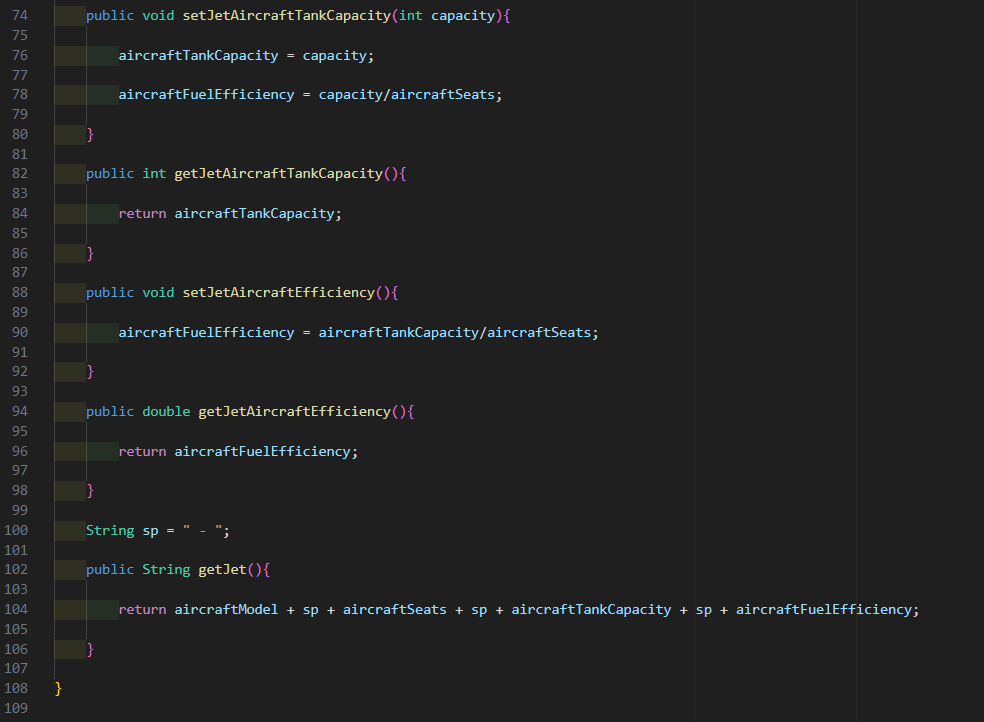 74 public void setJetAircraftTankCapacity(int capacity){
75
76 aircraftTankCapacity = capacity;
77
78 aircraftFuelEfficiency = capacity/aircraftSeats;
79
80 }
81
82 public int getJetAircraftTankCapacity(){
83
84 return aircraftTankCapacity;
85
86 }
87
88 public void setJetAircraftEfficiency(){
89
90 aircraftFuelEfficiency = aircraftTankCapacity/aircraftSeats;
91
92 }
93
94 public double getJetAircraftEfficiency(){
95
96 return aircraftFuelEfficiency;
97
98 }
99
100 String sp = " - ";
101
102 public String getJet(){
103
104 return aircraftModel + sp + aircraftSeats + sp + aircraftTankCapacity + sp + aircraftFuelEfficiency;
105
106 }
107
108 }
109